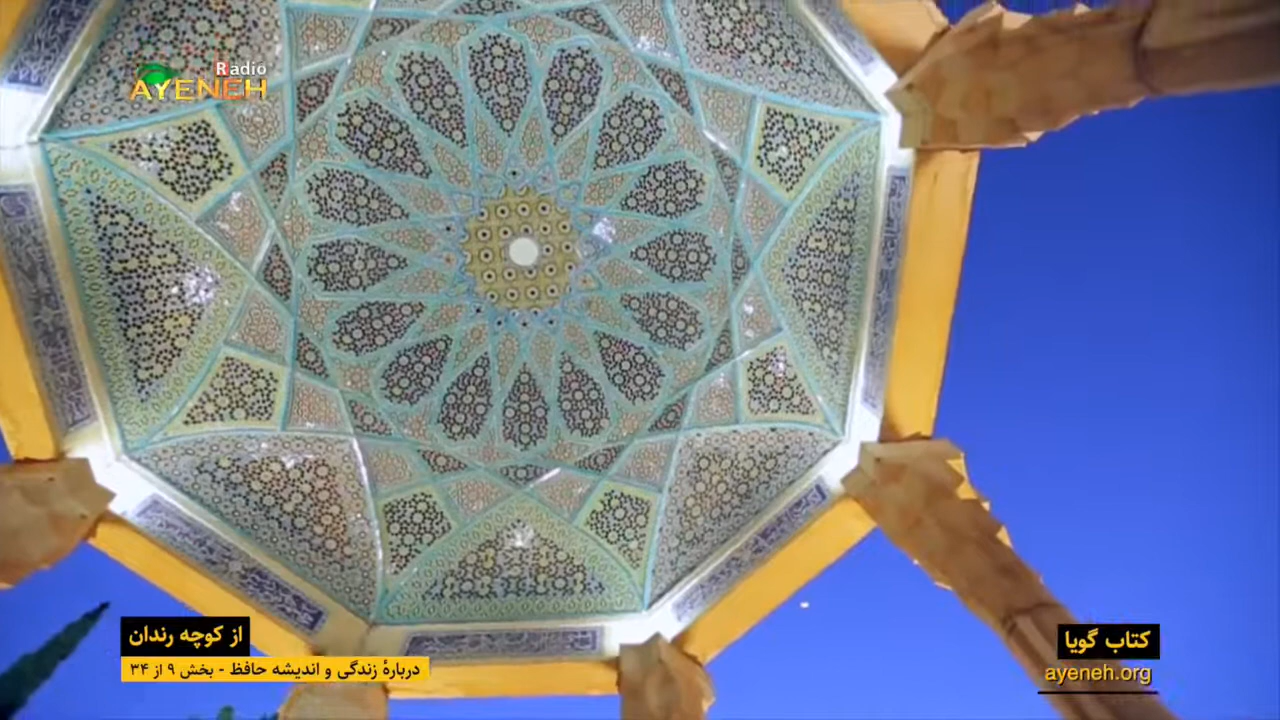 Radio
AYENEH
از کوچه رندان
دربارهٔ زندگی و اندیشه حافظ - بخش ۹ از ۳۴
کتاب گویا
ayeneh.org